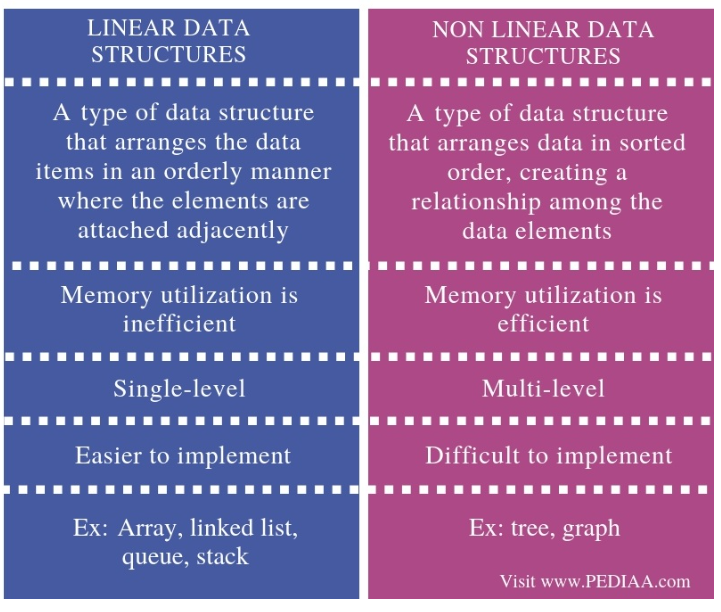 LINEAR DATA
STRUCTURES
A type of data structure
that arranges the data
items in an orderly manner
where the elements are
attached adjacently
Memory utilization is
inefficient
Single-level
Easier to implement
Ex: Array, linked list,
queue, stack
NON LINEAR DATA
STRUCTURES
A type of data structure
that arranges data in sorted
order, creating a
relationship among the
data elements
Memory utilization is
efficient
Multi-level
Difficult to implement
Ex: tree, graph
Visit www.PEDIAA.com